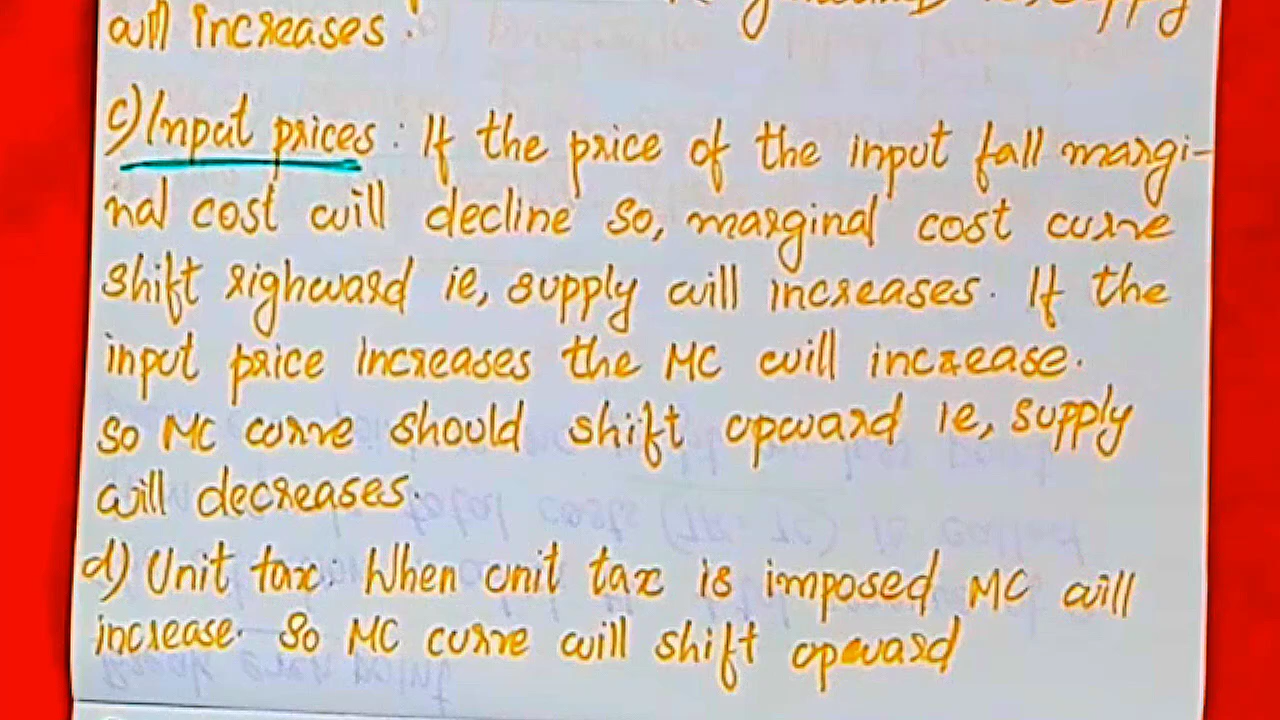 will increases.
c) Input prices: If the price of the input fall margi-
nal cost will decline so, marginal cost curve
shift righward ie, supply will increases. If the
input price increases the MC will increase.
So MC curve should shift upward ie, supply
will decreases.
d) Unit tax: When unit tax is imposed MC will
increase. So MC curve will shift upward